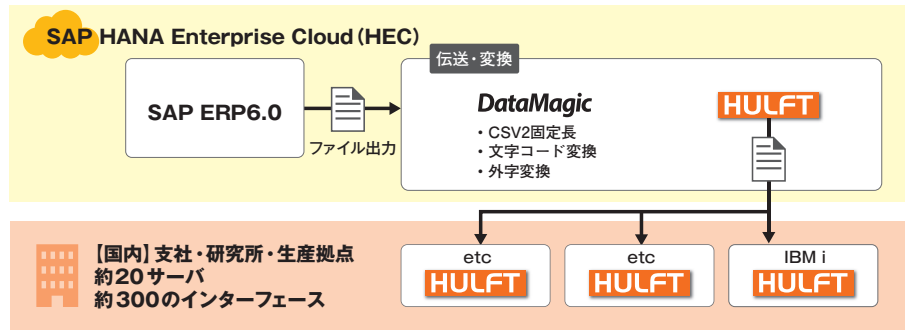 SAP HANA Enterprise Cloud（HEC）
伝送・変換
SAP ERP6.0
ファイル出力
DataMagic
・CSV2固定長
・文字コード変換
・外字変換
HULFT
【国内】支社・研究所・生産拠点
約20サーバ
約300のインターフェース
etc
HULFT
etc
HULFT
IBM i
HULFT